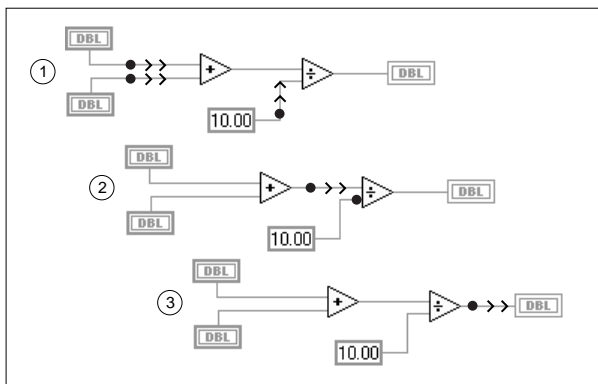 DBL
1 + ÷ DBL
DBL
10.00
DBL
2 + ÷ DBL
DBL
10.00
DBL
3 + ÷ DBL
DBL
10.00